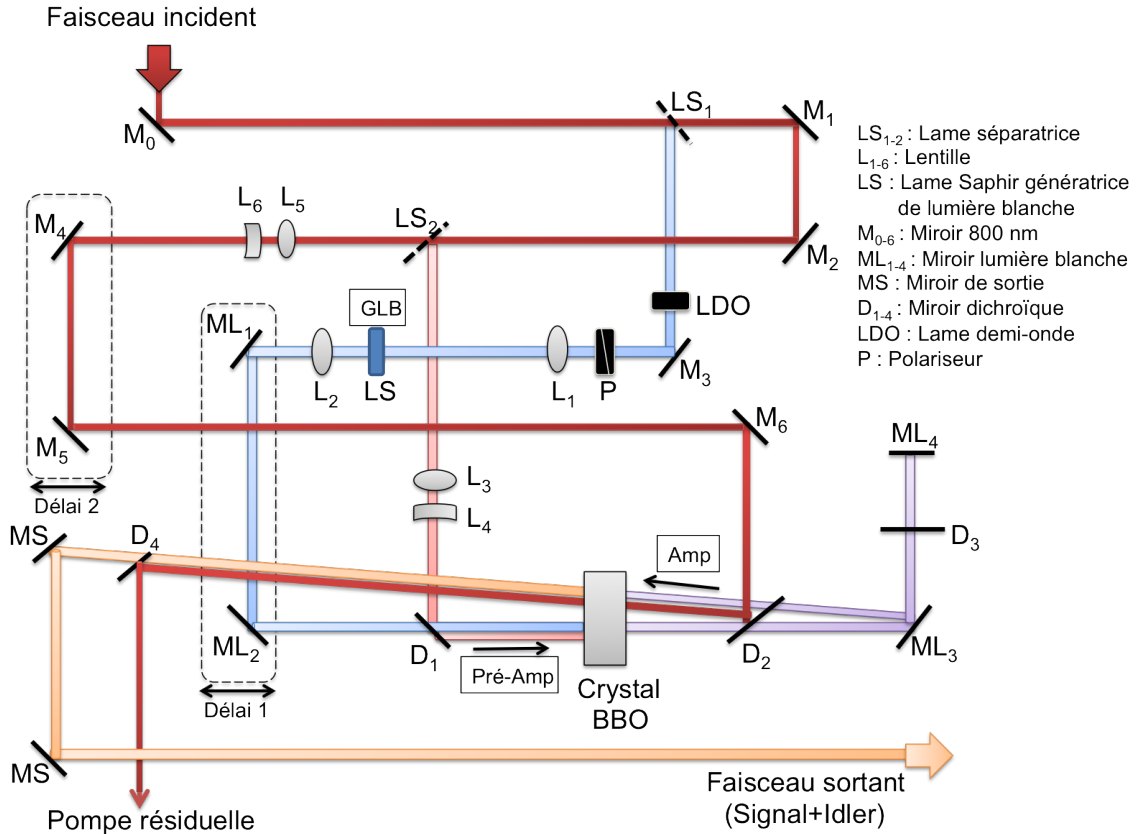 Faisceau incident
M0
LS1
M1
LS1-2 : Lame séparatrice
L1-6 : Lentille
LS : Lame Saphir génératrice
de lumière blanche
M0-6 : Miroir 800 nm
ML1-4 : Miroir lumière blanche
MS : Miroir de sortie
D1-4 : Miroir dichroïque
LDO : Lame demi-onde
P : Polariseur
M4
L6
L5
LS2
M2
ML1
GLB
LDO
L2
LS
L1
P
M3
M5
M6
ML4
Délai 2
L3
L4
MS
D4
Amp
D3
ML2
D1
D2
ML3
Pré-Amp
Délai 1
Crystal
BBO
MS
Faisceau sortant
(Signal+Idler)
Pompe résiduelle